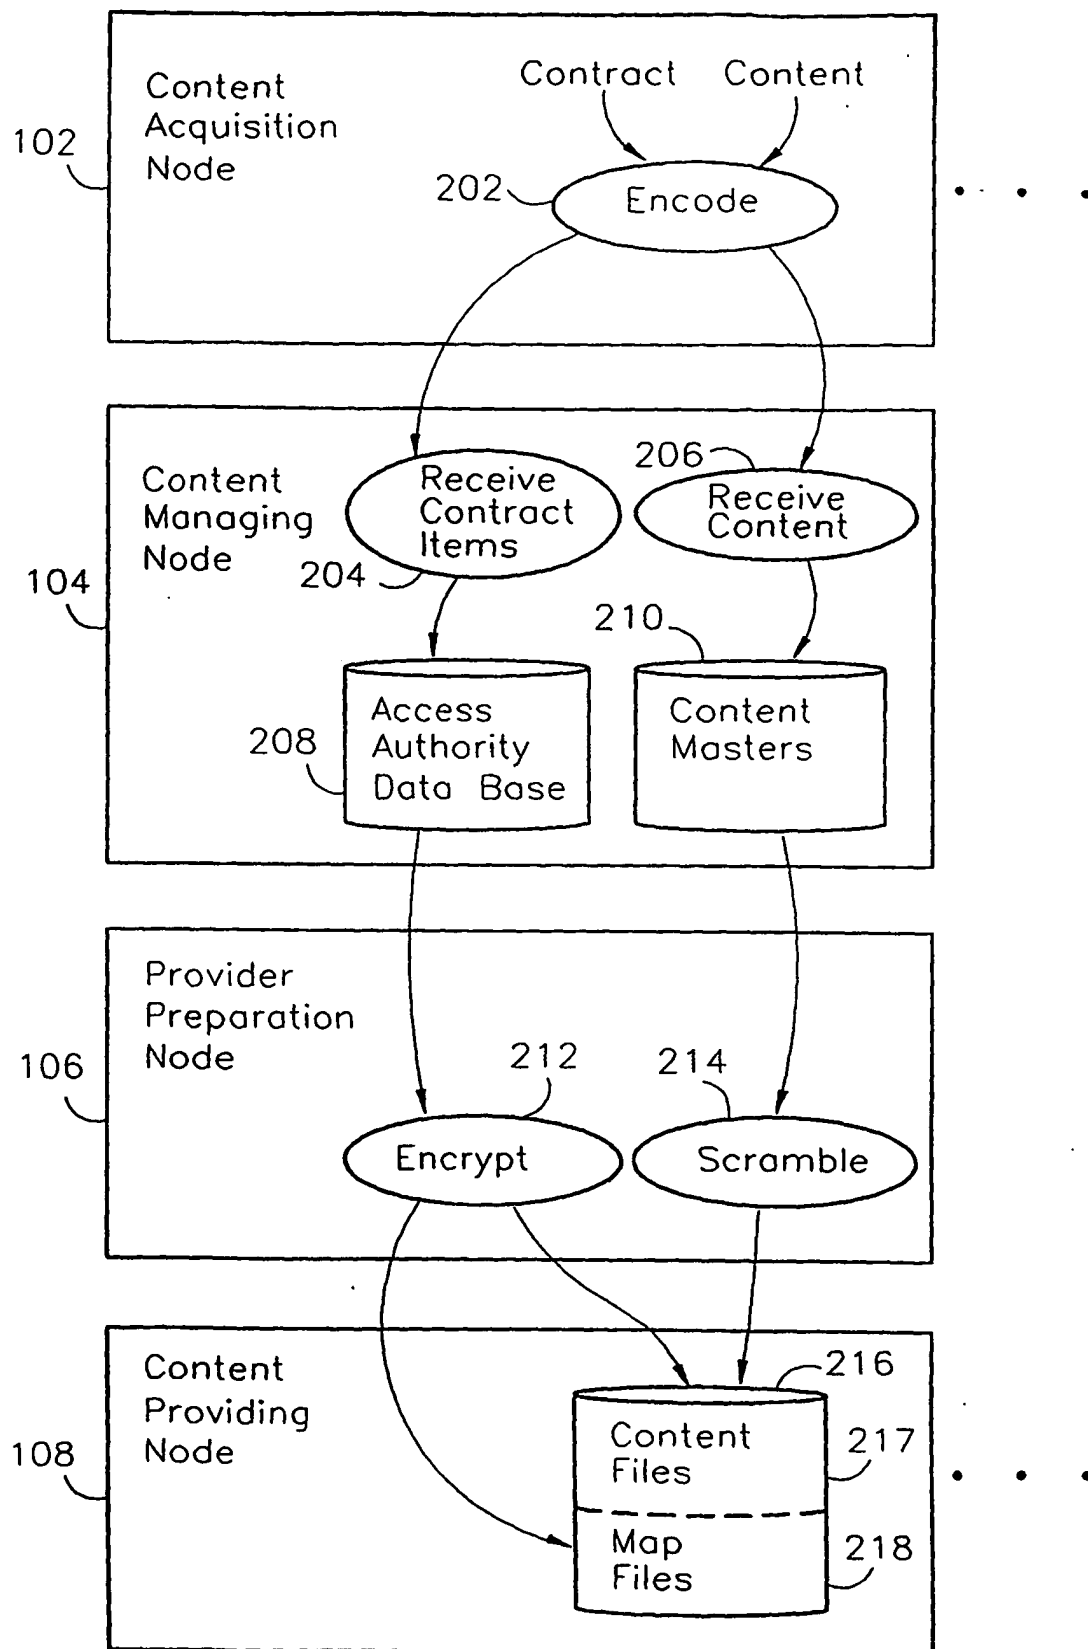 Content
Acquisition
Node
Contract Content
102
202
Encode
Content
Managing
Node
104
Receive
Contract
Items
204
206
Receive
Content
208
Access
Authority
Data Base
210
Content
Masters
Provider
Preparation
Node
106
212
Encrypt
214
Scramble
Content
Providing
Node
108
216
Content
Files
217
Map
Files
218